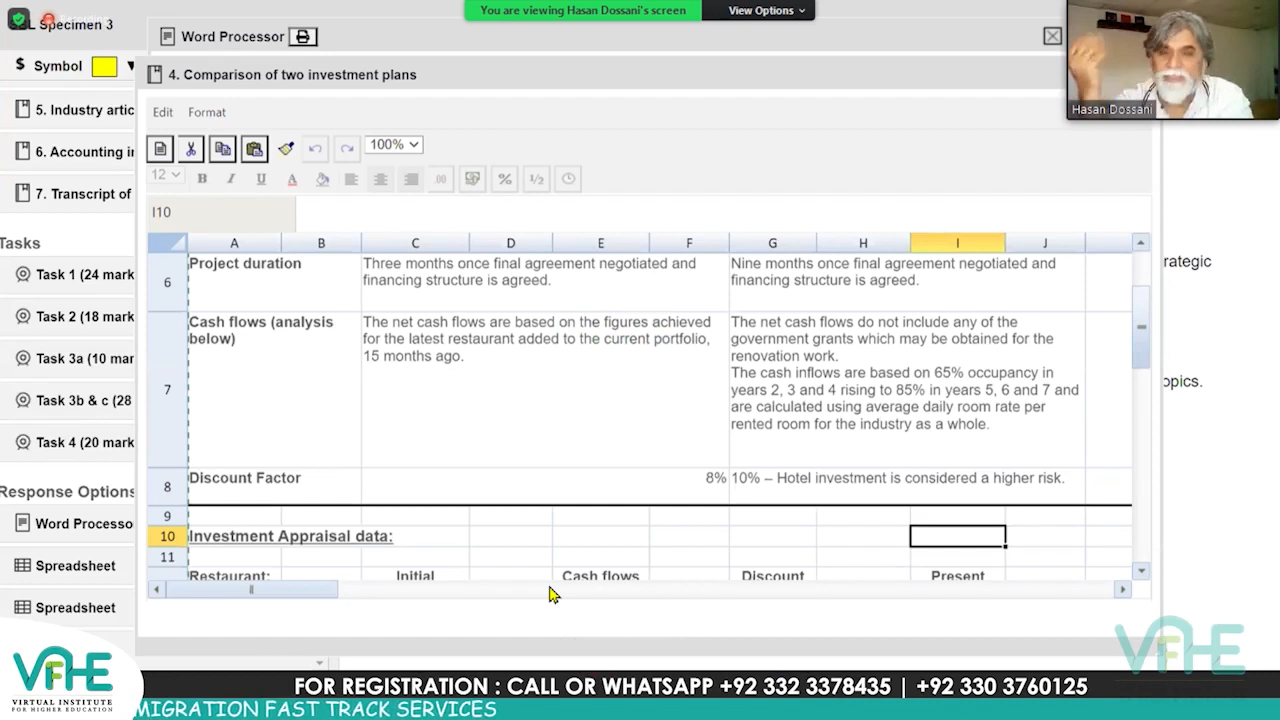 You are viewing Hasan Dossani's screen
View Options
L Specimen 3
Word Processor
Hasan Dossani
$ Symbol
4. Comparison of two investment plans
Edit Format
5. Industry artic
6. Accounting in
7. Transcript of
100%
12
I10
A B C D E F G H I J
Tasks
Task 1 (24 mark
Task 2 (18 mark
Task 3a (10 mar
Task 3b & c (28
Task 4 (20 mark
Response Options
Word Processo
Spreadsheet
Spreadsheet
6 Project duration
Three months once final agreement negotiated and
financing structure is agreed.
Nine months once final agreement negotiated and
financing structure is agreed.
7 Cash flows (analysis
below)
The net cash flows are based on the figures achieved
for the latest restaurant added to the current portfolio,
15 months ago.
The net cash flows do not include any of the
government grants which may be obtained for the
renovation work.
The cash inflows are based on 65% occupancy in
years 2, 3 and 4 rising to 85% in years 5, 6 and 7 and
are calculated using average daily room rate per
rented room for the industry as a whole.
8 Discount Factor 8% 10% – Hotel investment is considered a higher risk.
9
10 Investment Appraisal data:
11
Restaurant: Initial Cash flows Discount Present
rategic
opics.
VFHE
VIRTUAL INSTITUTE
FOR HIGHER EDUCATION
VFHE
FOR REGISTRATION : CALL OR WHATSAPP +92 332 3378435 | +92 330 3760125
MIGRATION FAST TRACK SERVICES